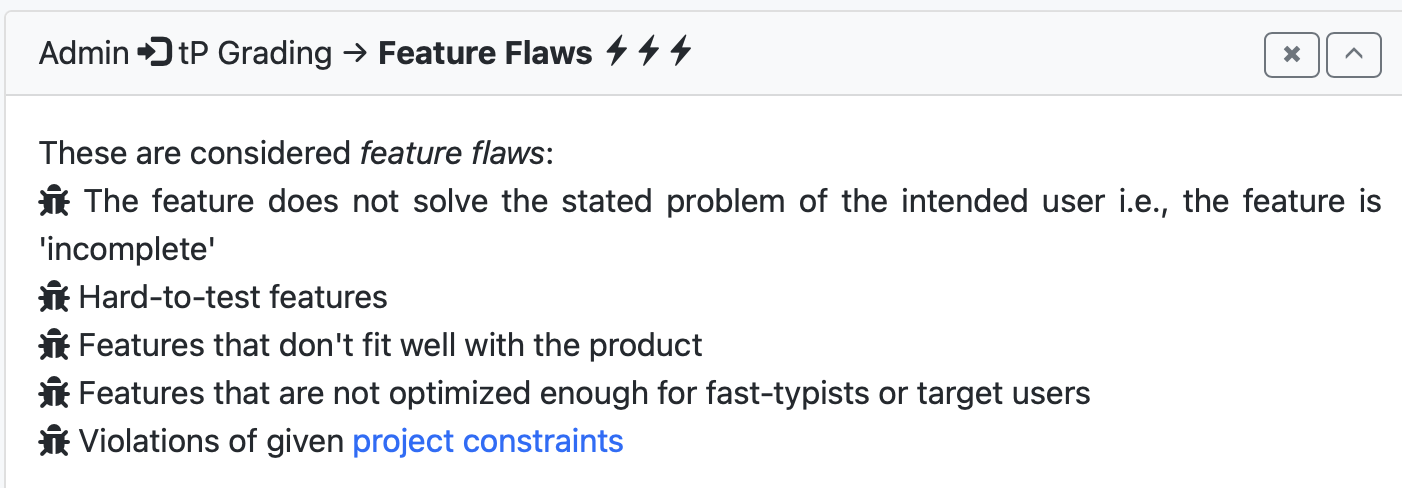 Admin tP Grading → Feature Flaws
These are considered feature flaws:
The feature does not solve the stated problem of the intended user i.e., the feature is
'incomplete'
Hard-to-test features
Features that don't fit well with the product
Features that are not optimized enough for fast-typists or target users
Violations of given project constraints